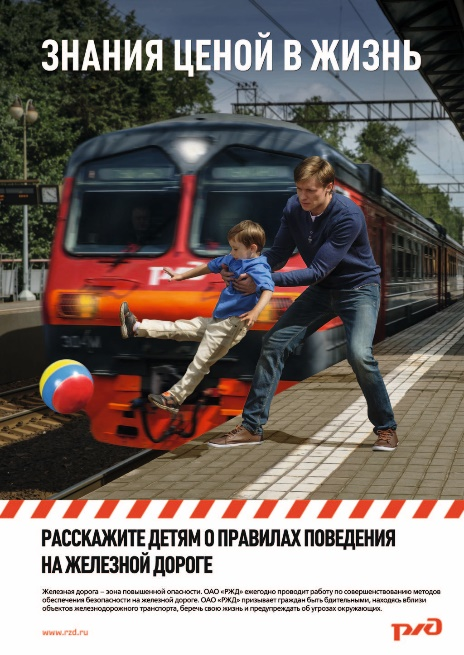 ЗНАНИЯ ЦЕНОЙ В ЖИЗНЬ
РАССКАЖИТЕ ДЕТЯМ О ПРАВИЛАХ ПОВЕДЕНИЯ
НА ЖЕЛЕЗНОЙ ДОРОГЕ
Железная дорога – зона повышенной опасности. ОАО «РЖД» ежегодно проводит работу по совершенствованию методов
обеспечения безопасности на железной дороге. ОАО «РЖД» призывает граждан быть бдительными, находясь вблизи
объектов железнодорожного транспорта, беречь свою жизнь и предупреждать об угрозах окружающих.
www.rzd.ru
РЖД